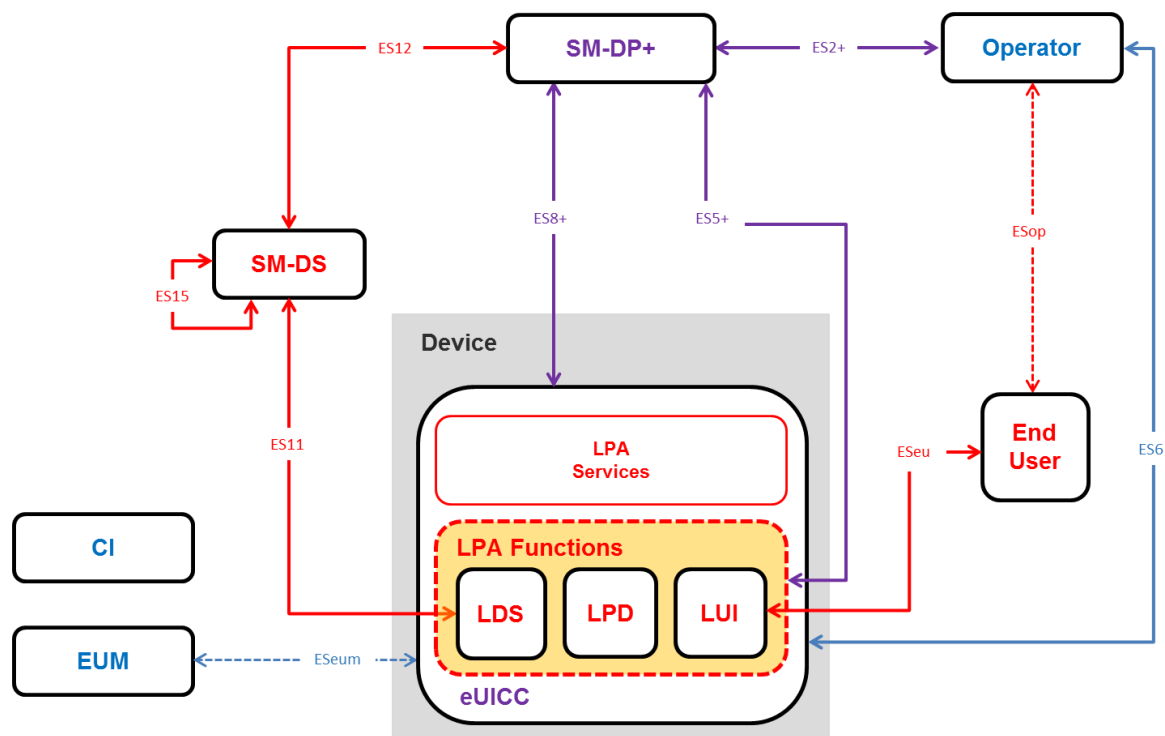 ES12
SM-DP+
ES2+
Operator
ES8+
ES5+
ESop
SM-DS
ES15
Device
ES11
LPA
Services
ESeu
End
User
ES6
CI
LPA Functions
LDS
LPD
LUI
EUM
ESeum
eUICC